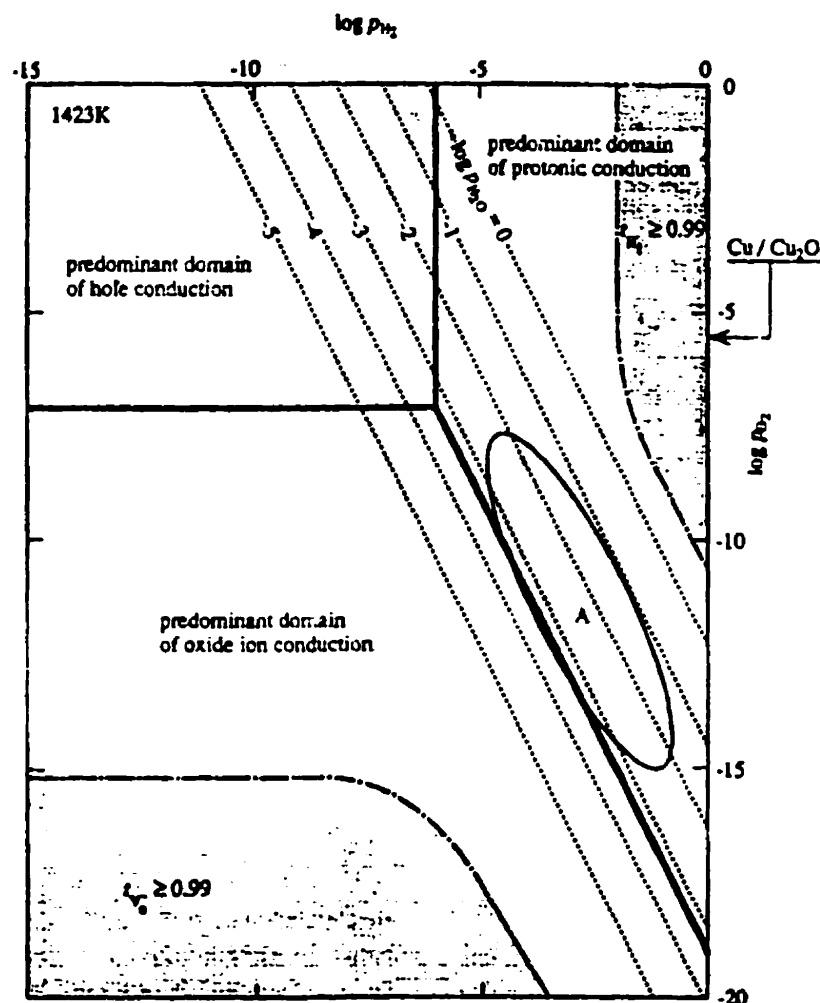 log p_H2
-15
-10
-5
0
1423K
predominant domain
of protonic conduction
-log p_H2O = 0
-1
-2
-3
-4
-5
≥ 0.99
Cu / Cu2O
predominant domain
of hole conduction
0
-5
log p_O2
-10
A
predominant domain
of oxide ion conduction
-15
≥ 0.99
-20